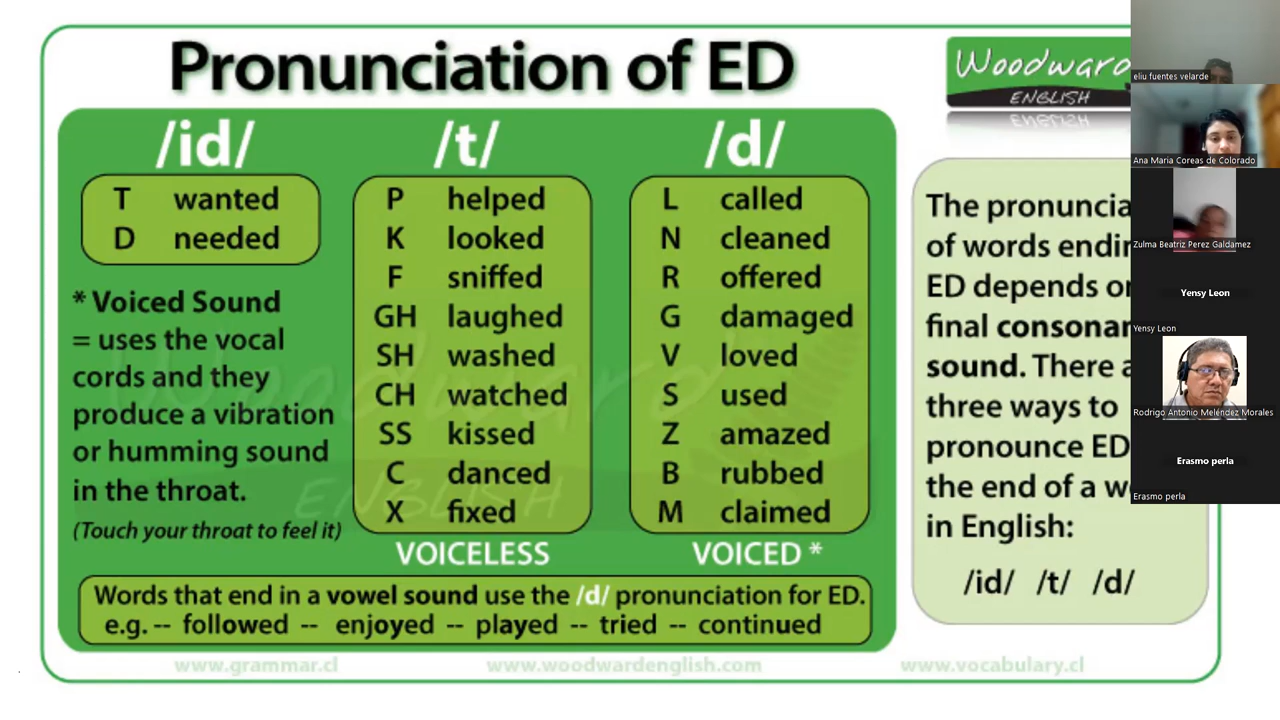 Pronunciation of ED
Woodward
ENGLISH
/id/
T wanted
D needed
* Voiced Sound
= uses the vocal
cords and they
produce a vibration
or humming sound
in the throat.
(Touch your throat to feel it)
/t/
P helped
K looked
F sniffed
GH laughed
SH washed
CH watched
SS kissed
C danced
X fixed
VOICELESS
/d/
L called
N cleaned
R offered
G damaged
V loved
S used
Z amazed
B rubbed
M claimed
VOICED *
Words that end in a vowel sound use the /d/ pronunciation for ED.
e.g. -- followed -- enjoyed -- played -- tried -- continued
The pronuncia
of words endin
ED depends on
final consonan
sound. There a
three ways to
pronounce ED
the end of a w
in English:
/id/ /t/ /d/
www.grammar.cl www.woodwardenglish.com www.vocabulary.cl
eliu fuentes velarde
Ana Maria Coreas de Colorado
Zulma Beatriz Perez Galdamez
Yensy Leon
Yensy Leon
Rodrigo Antonio Meléndez Morales
Erasmo perla
Erasmo perla